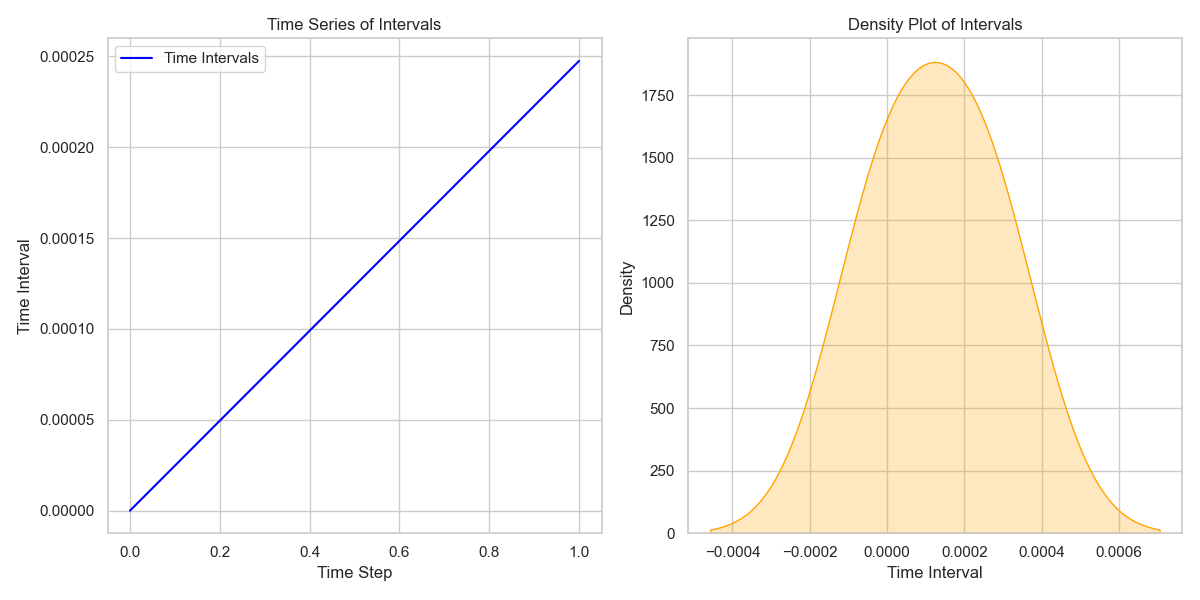 Time Series of Intervals
Time Intervals
Time Interval
0.00025
0.00020
0.00015
0.00010
0.00005
0.00000
0.0 0.2 0.4 0.6 0.8 1.0
Time Step
Density Plot of Intervals
Density
1750
1500
1250
1000
750
500
250
0
−0.0004 −0.0002 0.0000 0.0002 0.0004 0.0006
Time Interval